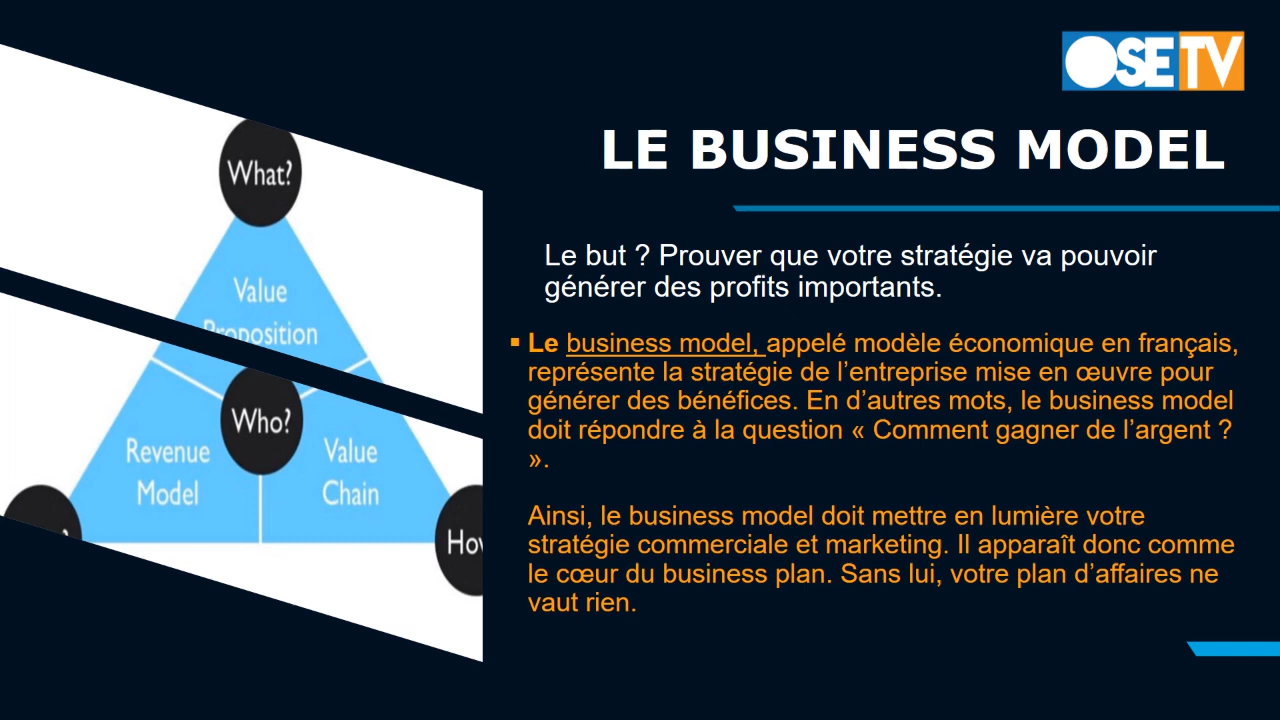 OSETV
LE BUSINESS MODEL
What?
Value
Proposition
Who?
Revenue
Model
Value
Chain
Le but ? Prouver que votre stratégie va pouvoir
générer des profits importants.
Le business model, appelé modèle économique en français,
représente la stratégie de l’entreprise mise en œuvre pour
générer des bénéfices. En d’autres mots, le business model
doit répondre à la question « Comment gagner de l’argent ?
».
Ainsi, le business model doit mettre en lumière votre
stratégie commerciale et marketing. Il apparaît donc comme
le cœur du business plan. Sans lui, votre plan d’affaires ne
vaut rien.